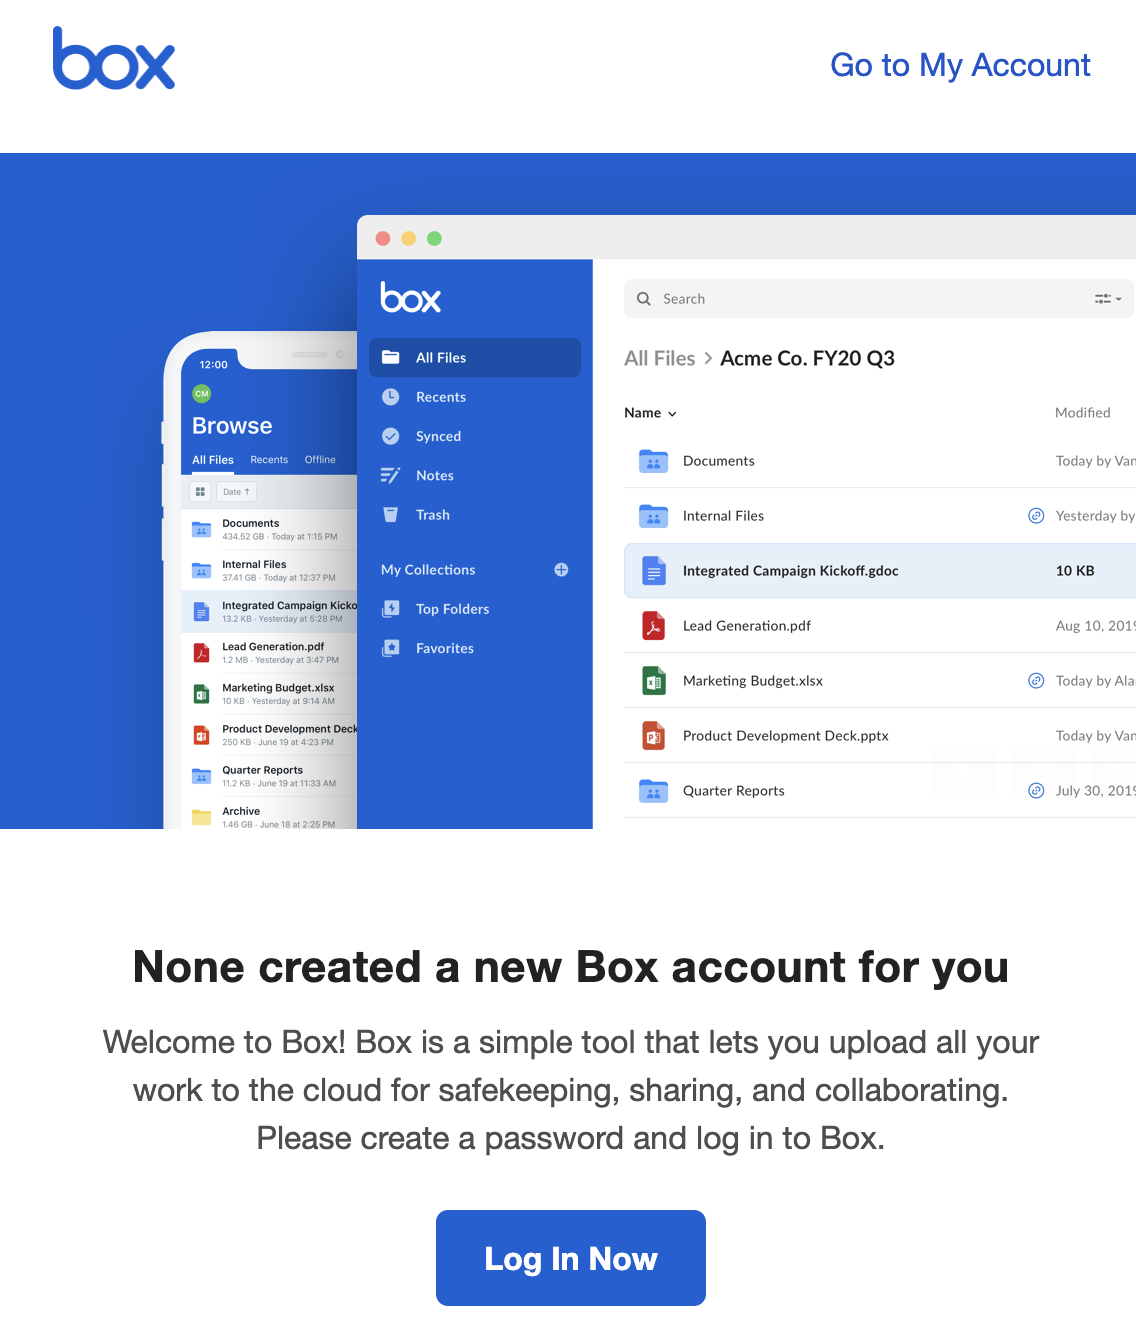 box
Go to My Account
box
Search
All Files
Recents
Synced
Notes
Trash
My Collections
Top Folders
Favorites
All Files > Acme Co. FY20 Q3
Name
Modified
Documents
Today by Van
Internal Files
Yesterday by
Integrated Campaign Kickoff.gdoc
10 KB
Lead Generation.pdf
Aug 10, 2019
Marketing Budget.xlsx
Today by Ala
Product Development Deck.pptx
Today by Van
Quarter Reports
July 30, 2019
12:00
CM
Browse
All Files Recents Offline
Date ↑
Documents
434.52 GB · Today at 1:15 PM
Internal Files
37.41 GB · Today at 12:37 PM
Integrated Campaign Kicko
13.2 KB · Yesterday at 5:28 PM
Lead Generation.pdf
1.2 MB · Yesterday at 3:47 PM
Marketing Budget.xlsx
10 KB · Yesterday at 9:14 AM
Product Development Deck
250 KB · June 19 at 4:23 PM
Quarter Reports
11.2 KB · June 19 at 11:33 AM
Archive
1.46 GB · June 18 at 2:25 PM
None created a new Box account for you
Welcome to Box! Box is a simple tool that lets you upload all your
work to the cloud for safekeeping, sharing, and collaborating.
Please create a password and log in to Box.
Log In Now